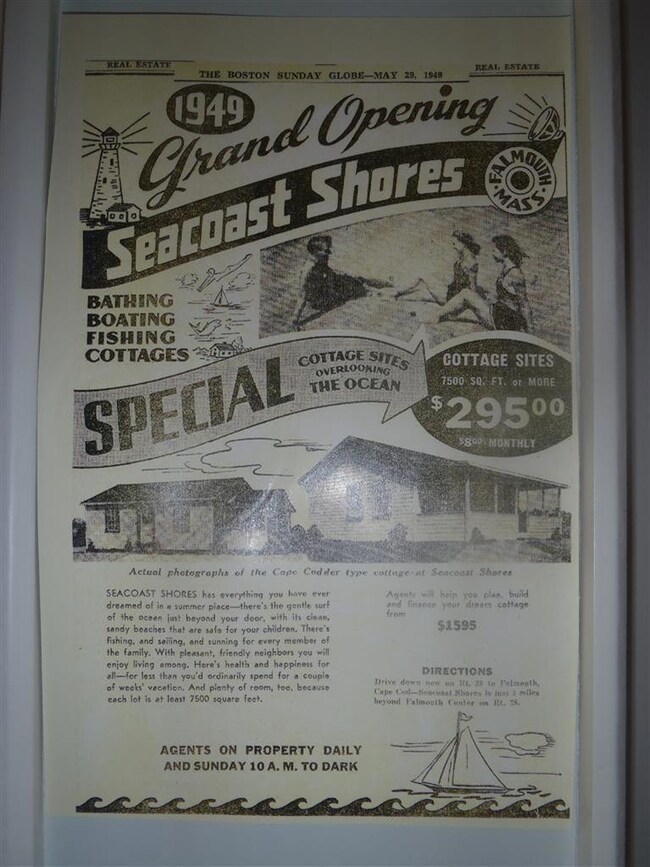 REAL ESTATE
THE BOSTON SUNDAY GLOBE—MAY 29, 1949
REAL ESTATE
1949
Grand Opening
Seacoast Shores
FALMOUTH MASS.
BATHING
BOATING
FISHING
COTTAGES
SPECIAL
COTTAGE SITES
OVERLOOKING
THE OCEAN
COTTAGE SITES
7500 SQ. FT. or MORE
$295⁰⁰
$8⁰⁰ MONTHLY
Actual photographs of the Cape Codder type cottage at Seacoast Shores
SEACOAST SHORES has everything you have ever
dreamed of in a summer place—there's the gentle surf
of the ocean just beyond your door, with its clean,
sandy beaches that are safe for your children. There's
fishing, and sailing, and sunning for every member of
the family. With pleasant, friendly neighbors you will
enjoy living among. Here's health and happiness for
all—for less than you'd ordinarily spend for a couple
of weeks' vacation. And plenty of room, too, because
each lot is at least 7500 square feet.
Agents will help you plan, build
and finance your dream cottage
from
$1595
DIRECTIONS
Drive down now on Rt. 28 to Falmouth,
Cape Cod—Seacoast Shores is just miles
beyond Falmouth Center on Rt. 28.
AGENTS ON PROPERTY DAILY
AND SUNDAY 10 A. M. TO DARK